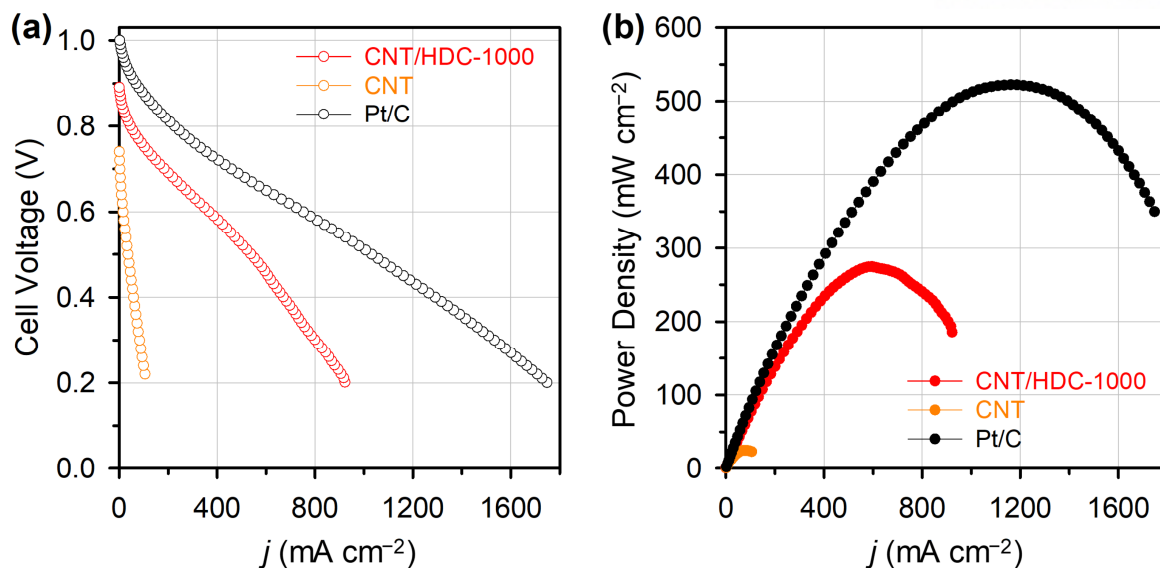 (a)
Cell Voltage (V)
1.0
0.8
0.6
0.4
0.2
0.0
CNT/HDC-1000
CNT
Pt/C
0 400 800 1200 1600
j (mA cm⁻²)
(b)
Power Density (mW cm⁻²)
600
500
400
300
200
100
0
CNT/HDC-1000
CNT
Pt/C
0 400 800 1200 1600
j (mA cm⁻²)